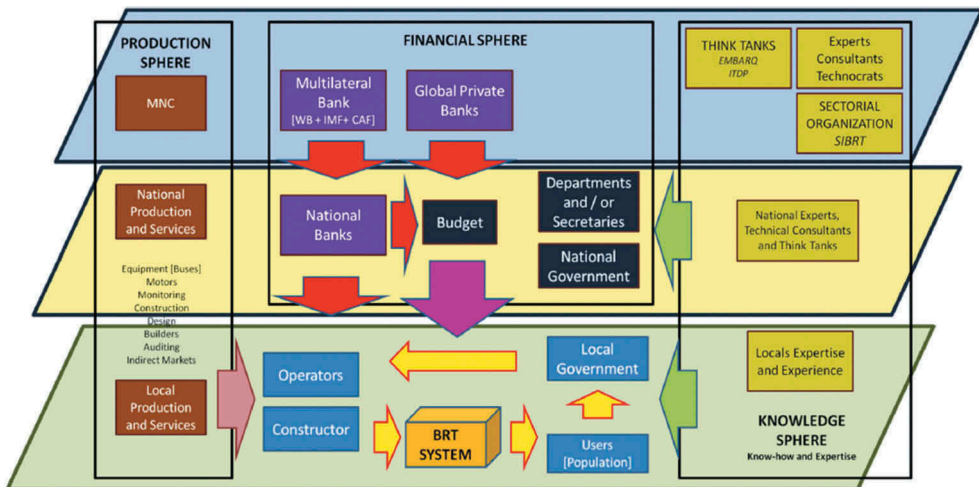 PRODUCTION
SPHERE
MNC
National
Production
and Services
Equipment [Buses]
Motors
Monitoring
Construction
Design
Builders
Auditing
Indirect Markets
Local
Production
and Services
FINANCIAL SPHERE
Multilateral
Bank
[WB + IMF+ CAF]
Global Private
Banks
National
Banks
Budget
Departments
and / or
Secretaries
National
Government
Operators
Constructor
BRT
SYSTEM
Local
Government
Users
[Population]
THINK TANKS
EMBARQ
ITDP
Experts
Consultants
Technocrats
SECTORIAL
ORGANIZATION
SIBRT
National Experts,
Technical Consultants
and Think Tanks
Locals Expertise
and Experience
KNOWLEDGE
SPHERE
Know-how and Expertise